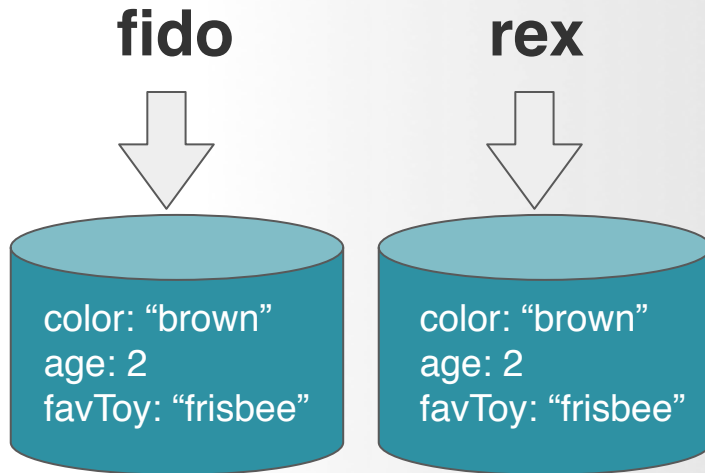 fido
rex
color: “brown”
age: 2
favToy: “frisbee”
color: “brown”
age: 2
favToy: “frisbee”